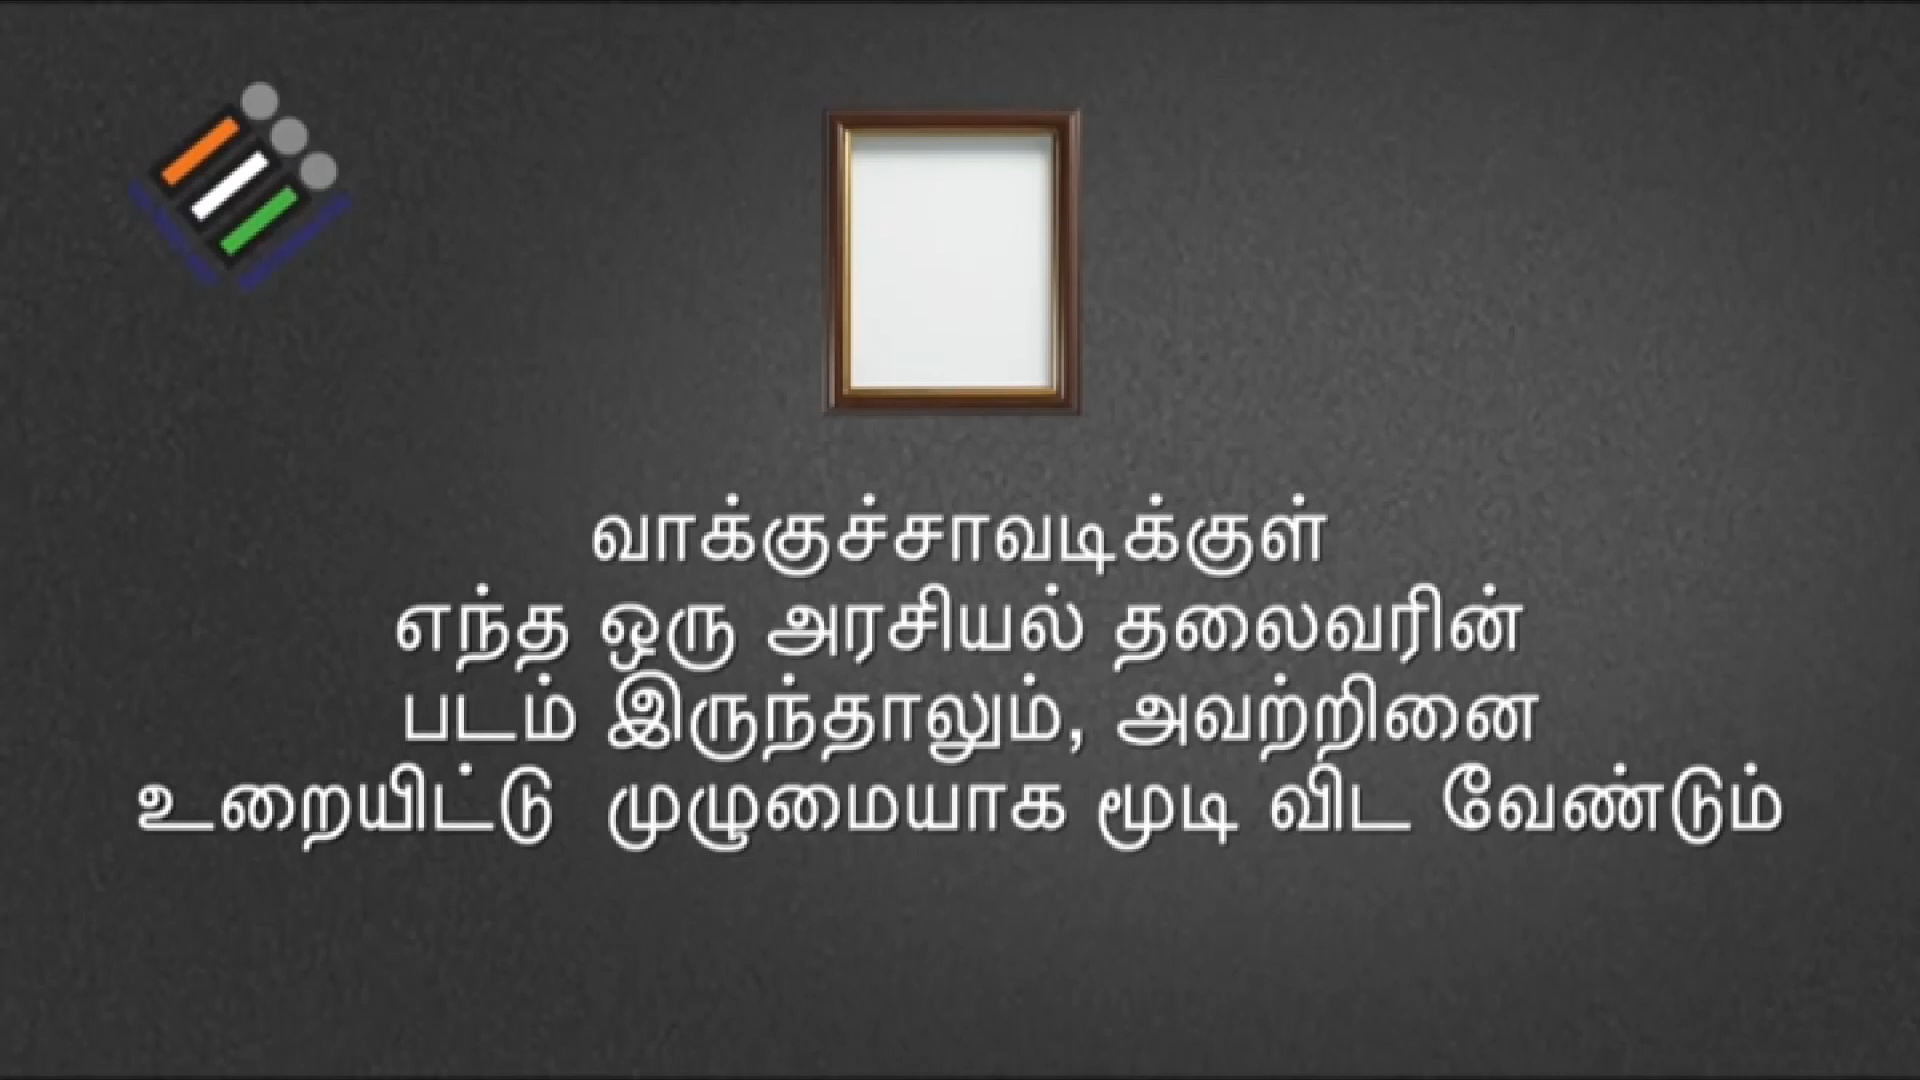 வாக்குச்சாவடிக்குள்
எந்த ஒரு அரசியல் தலைவரின்
படம் இருந்தாலும், அவற்றினை
உறையிட்டு முழுமையாக மூடி விட வேண்டும்